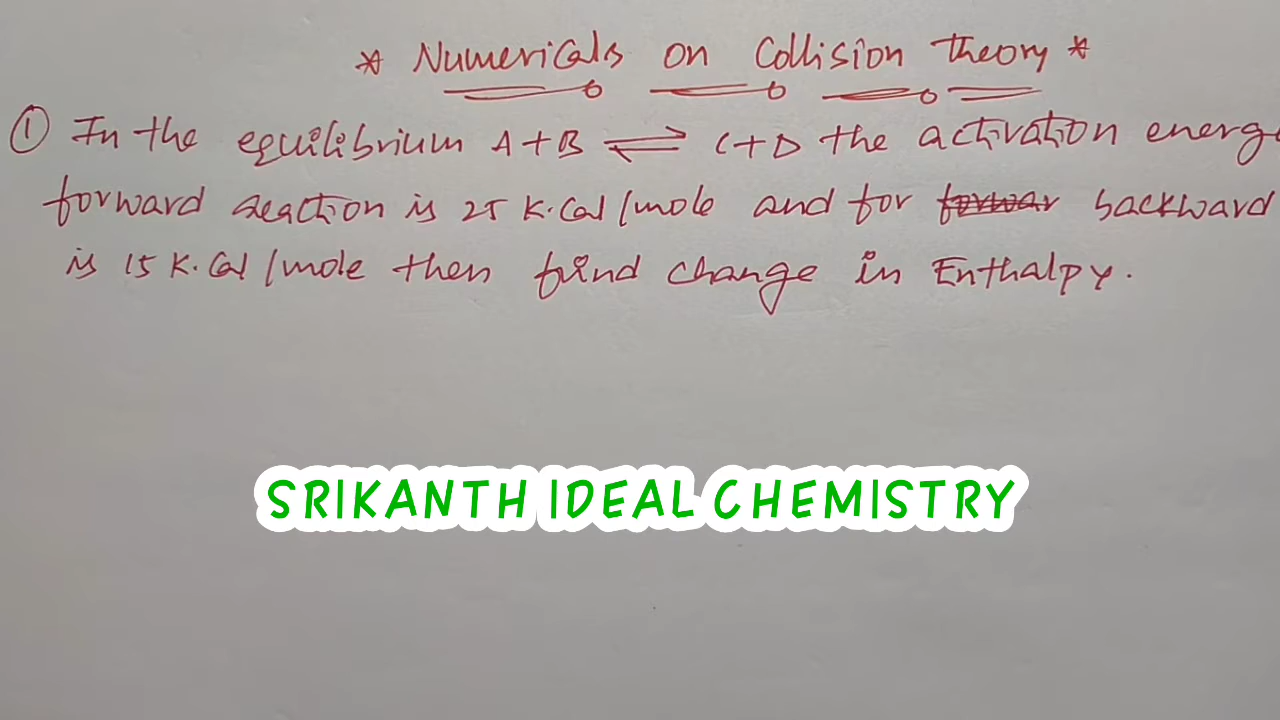 * Numericals on Collision Theory *
① In the equilibrium A+B ⇌ C+D the activation energ
forward reaction is 25 K.Cal/mole and for forwar backward
is 15 K.Cal/mole then find change in Enthalpy.
SRIKANTH IDEAL CHEMISTRY